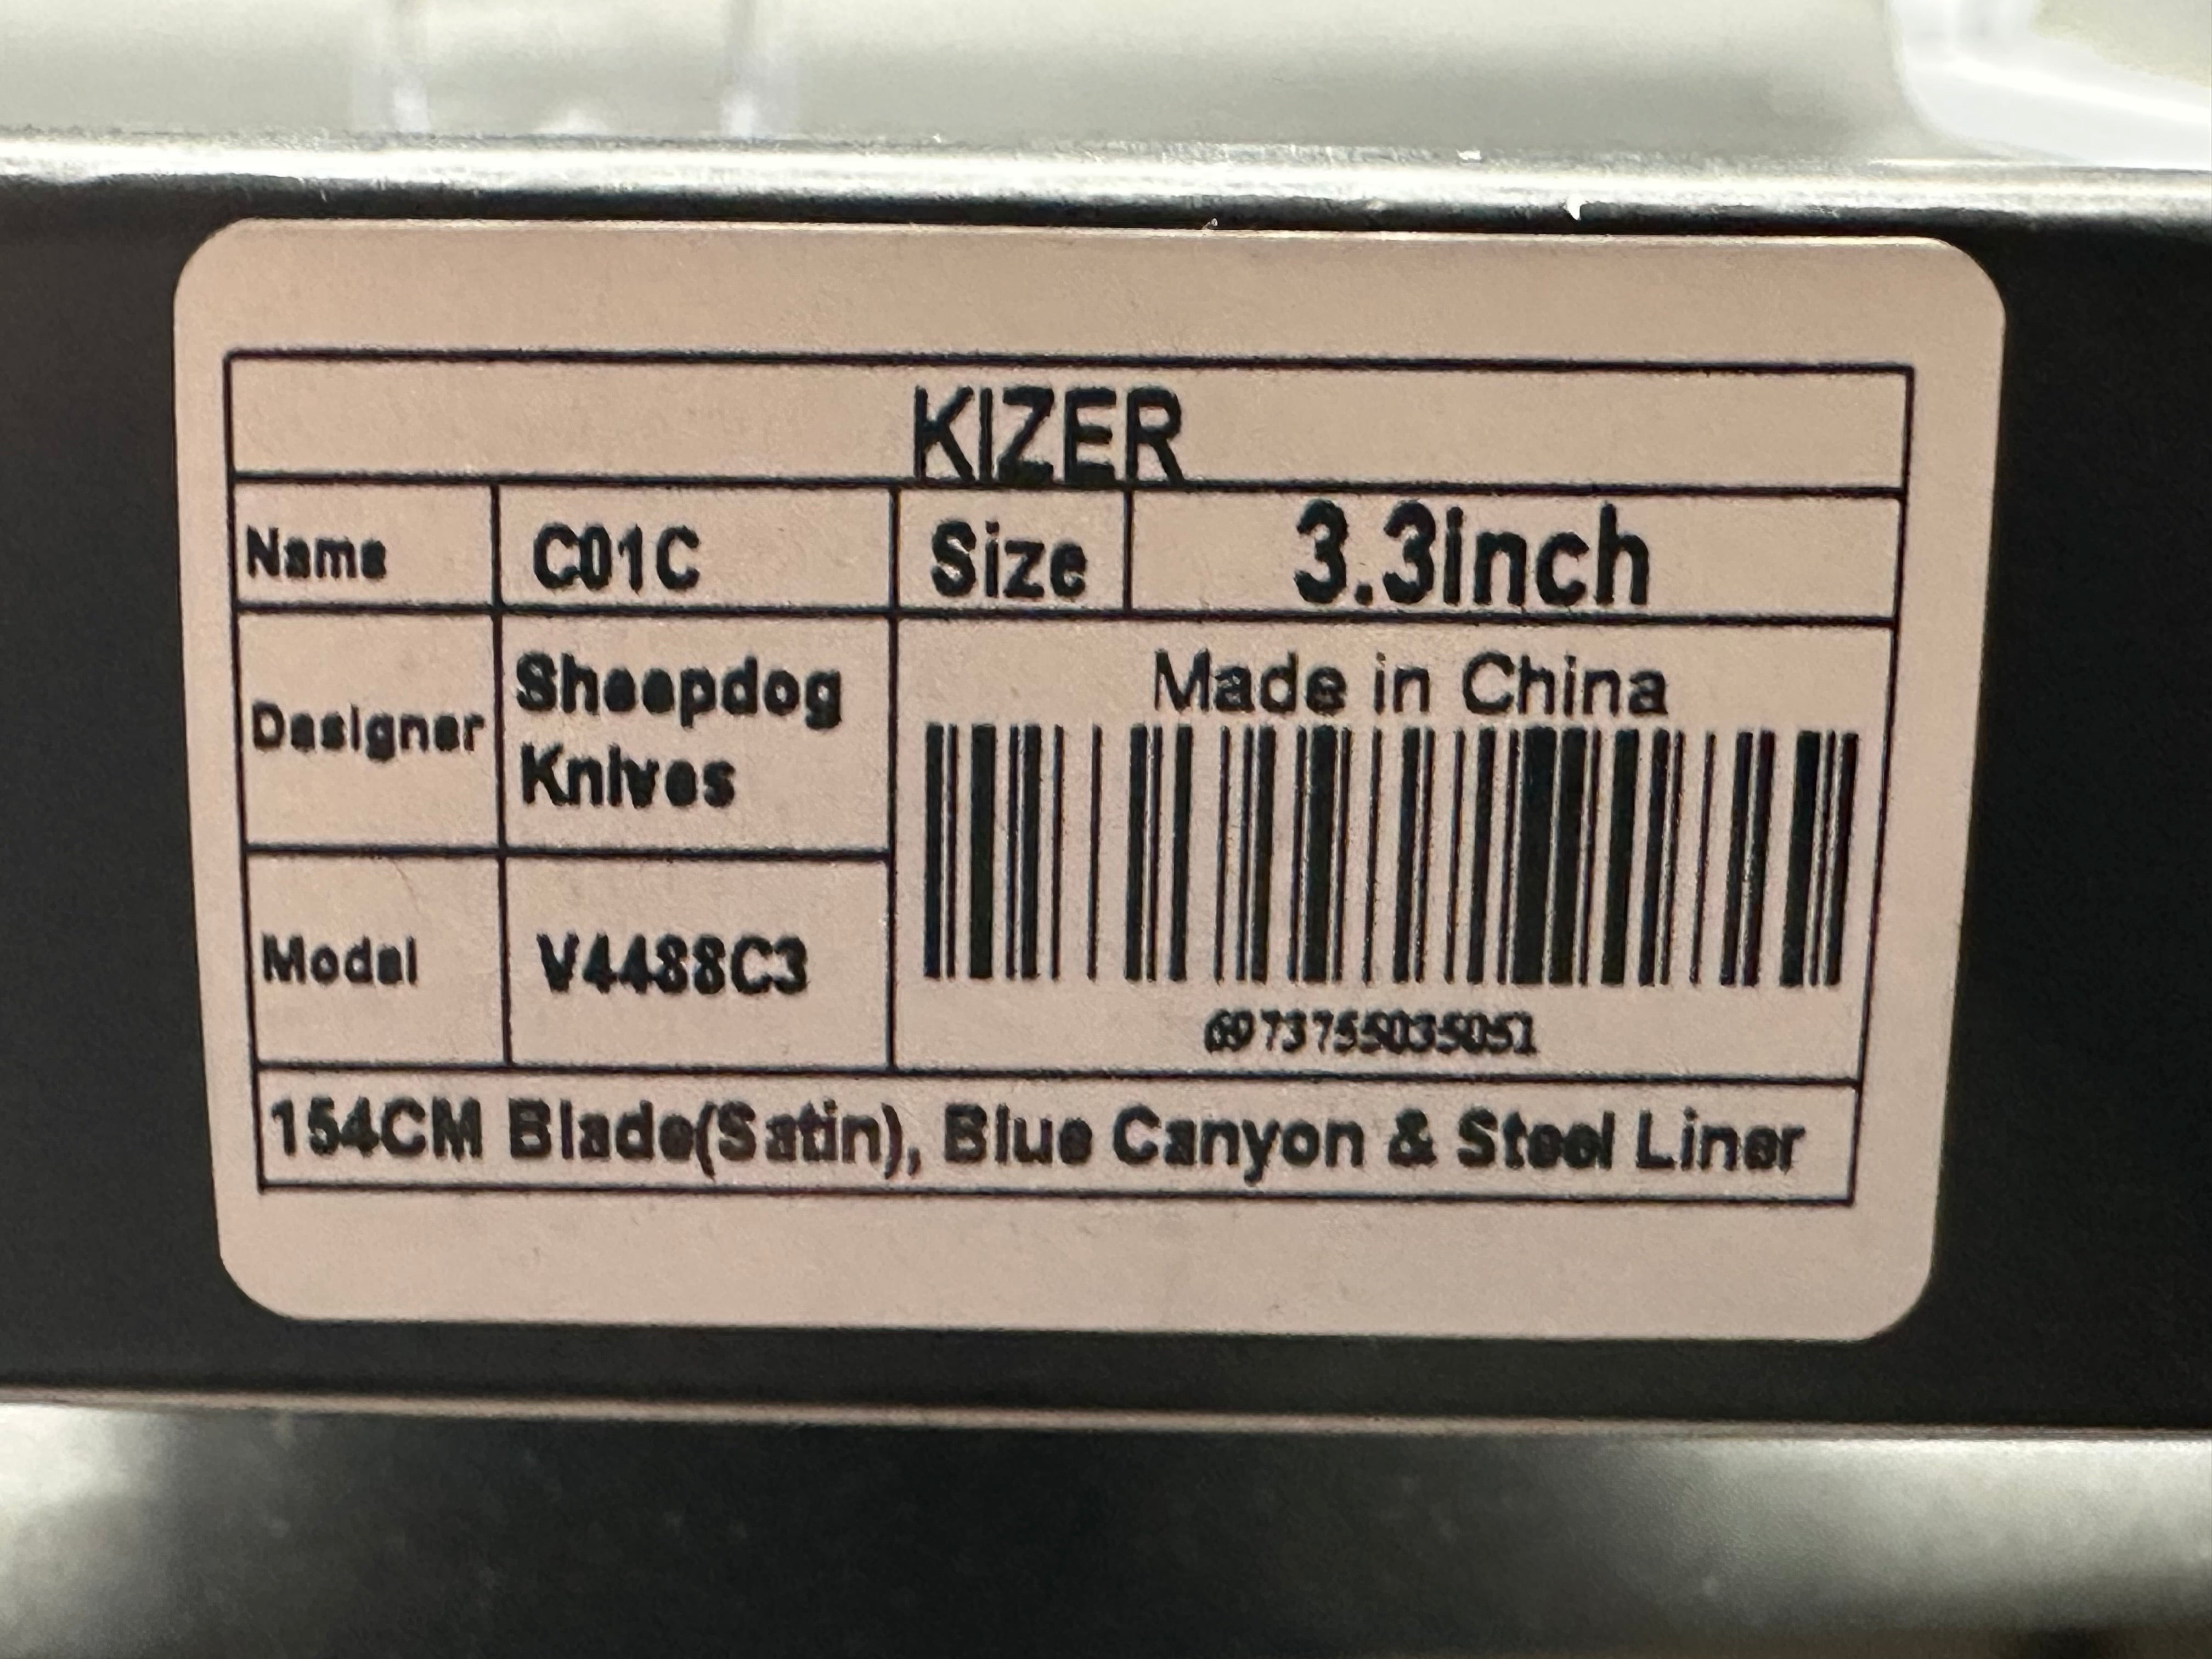 KIZER
Name C01C Size 3.3inch
Designer Sheepdog Knives
Made in China
Model V4488C3
6973755035051
154CM Blade(Satin), Blue Canyon & Steel Liner